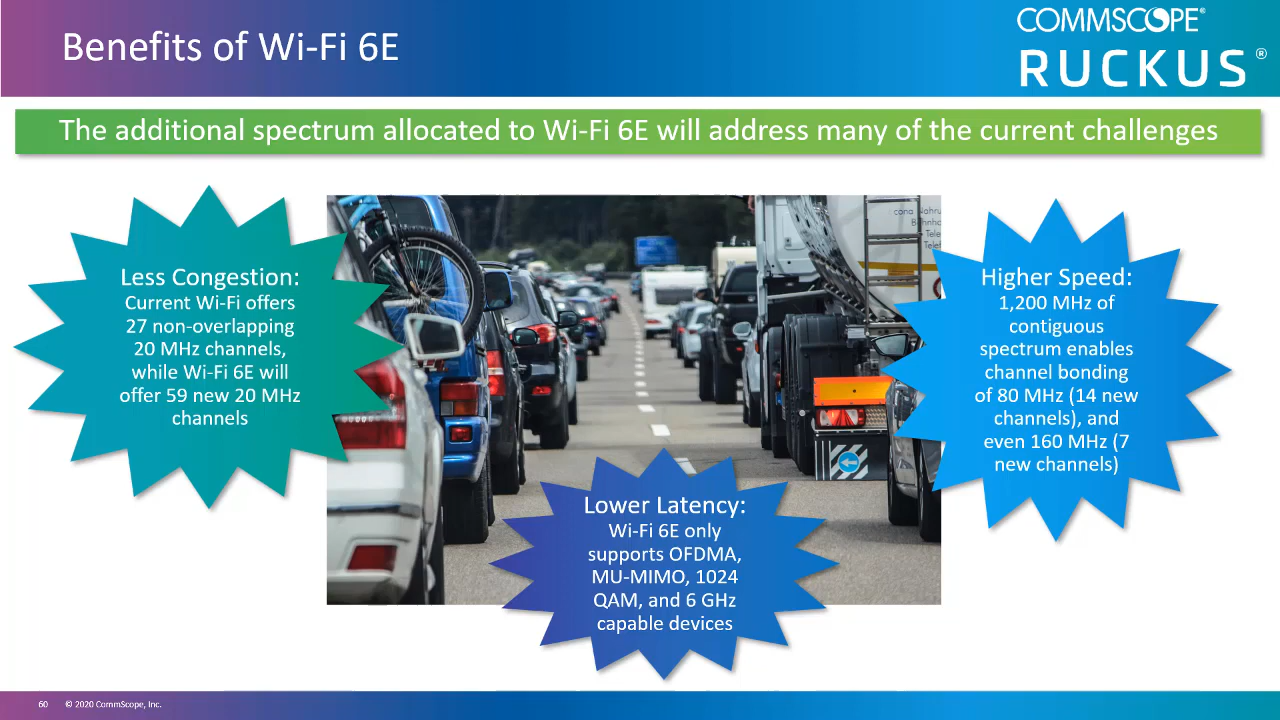 Benefits of Wi-Fi 6E
COMMSCOPE®
RUCKUS®
The additional spectrum allocated to Wi-Fi 6E will address many of the current challenges
Less Congestion:
Current Wi-Fi offers
27 non-overlapping
20 MHz channels,
while Wi-Fi 6E will
offer 59 new 20 MHz
channels
Higher Speed:
1,200 MHz of
contiguous
spectrum enables
channel bonding
of 80 MHz (14 new
channels), and
even 160 MHz (7
new channels)
Lower Latency:
Wi-Fi 6E only
supports OFDMA,
MU-MIMO, 1024
QAM, and 6 GHz
capable devices
60
© 2020 CommScope, Inc.